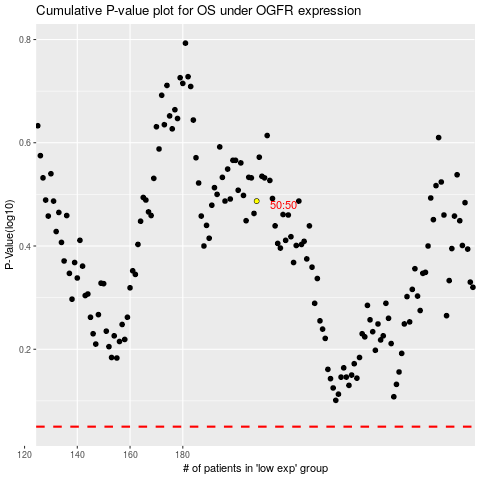 Cumulative P-value plot for OS under OGFR expression
P-Value(log10)
0.8
0.6
0.4
0.2
50:50
120 140 160 180
# of patients in 'low exp' group